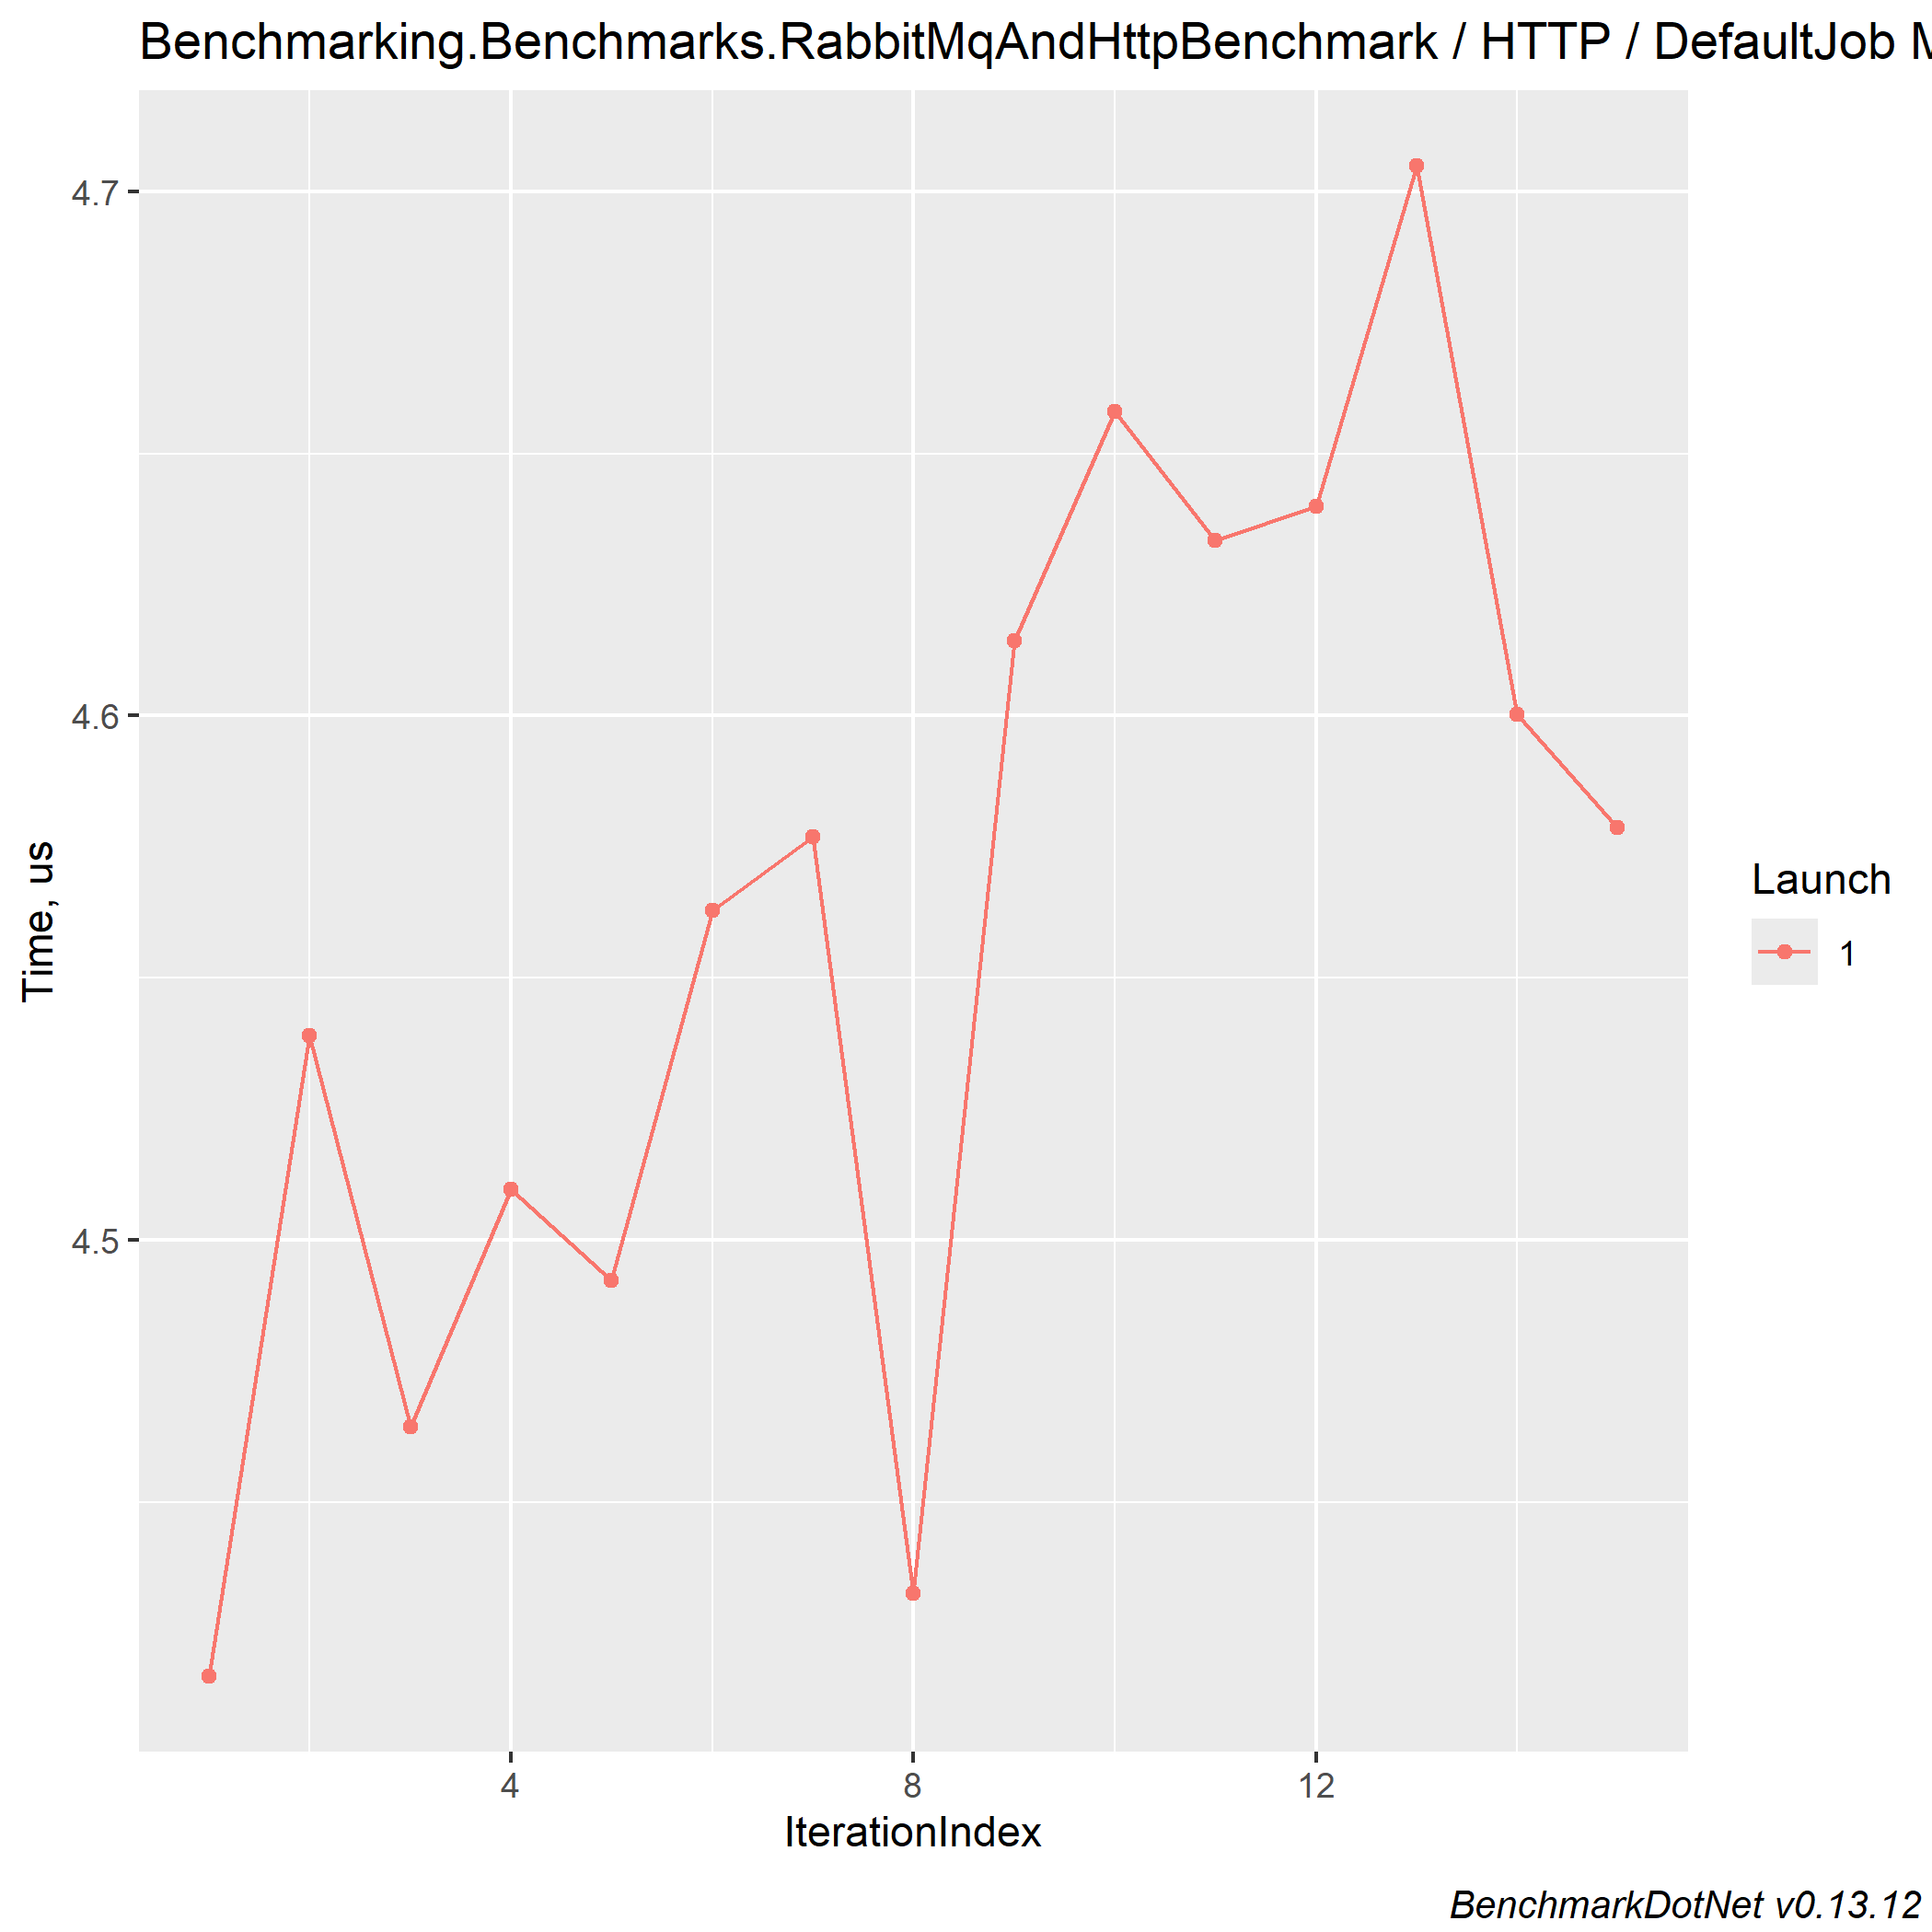 Benchmarking.Benchmarks.RabbitMqAndHttpBenchmark / HTTP / DefaultJob
4.7
4.6
4.5
Time, us
4 8 12
IterationIndex
Launch
1
BenchmarkDotNet v0.13.12